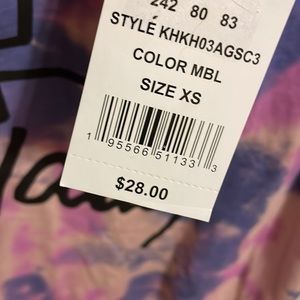 242 80 83
STYLE KHKH03AGSC3
COLOR MBL
SIZE XS
1 95566 51133 3
$28.00